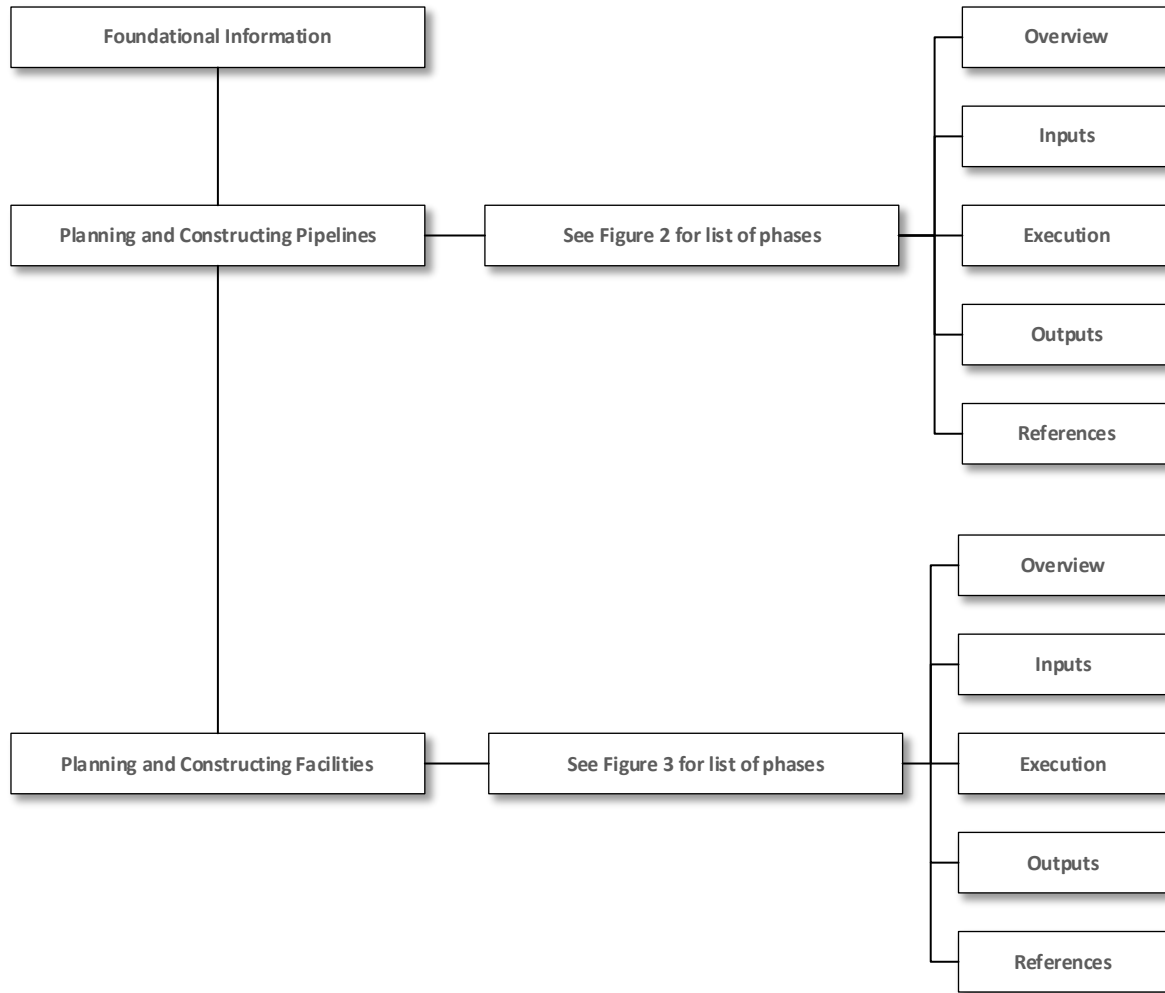 Foundational Information
Planning and Constructing Pipelines
See Figure 2 for list of phases
Overview
Inputs
Execution
Outputs
References
Planning and Constructing Facilities
See Figure 3 for list of phases
Overview
Inputs
Execution
Outputs
References